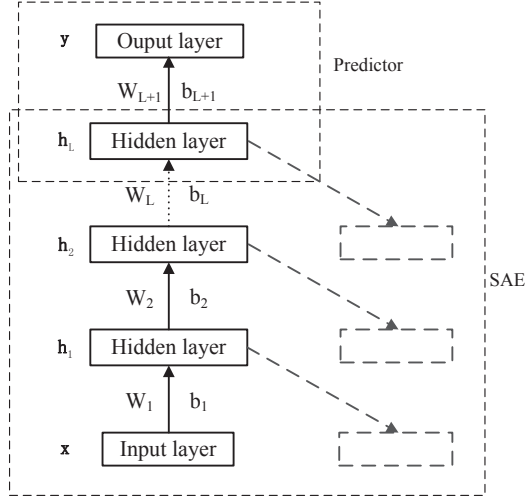 y Ouput layer
Predictor
W_{L+1} b_{L+1}
h_L Hidden layer
W_L b_L
h_2 Hidden layer
SAE
W_2 b_2
h_1 Hidden layer
W_1 b_1
x Input layer